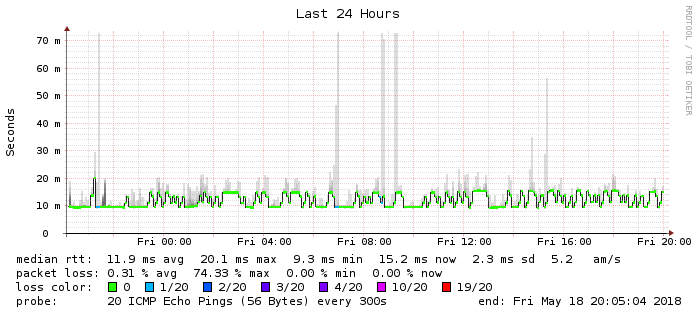 Last 24 Hours
RRDTOOL / TOBI OETIKER
Seconds
70 m
60 m
50 m
40 m
30 m
20 m
10 m
0
Fri 00:00 Fri 04:00 Fri 08:00 Fri 12:00 Fri 16:00 Fri 20:00
median rtt: 11.9 ms avg 20.1 ms max 9.3 ms min 15.2 ms now 2.3 ms sd 5.2 am/s
packet loss: 0.31 % avg 74.33 % max 0.00 % min 0.00 % now
loss color: 0 1/20 2/20 3/20 4/20 10/20 19/20
probe: 20 ICMP Echo Pings (56 Bytes) every 300s end: Fri May 18 20:05:04 2018